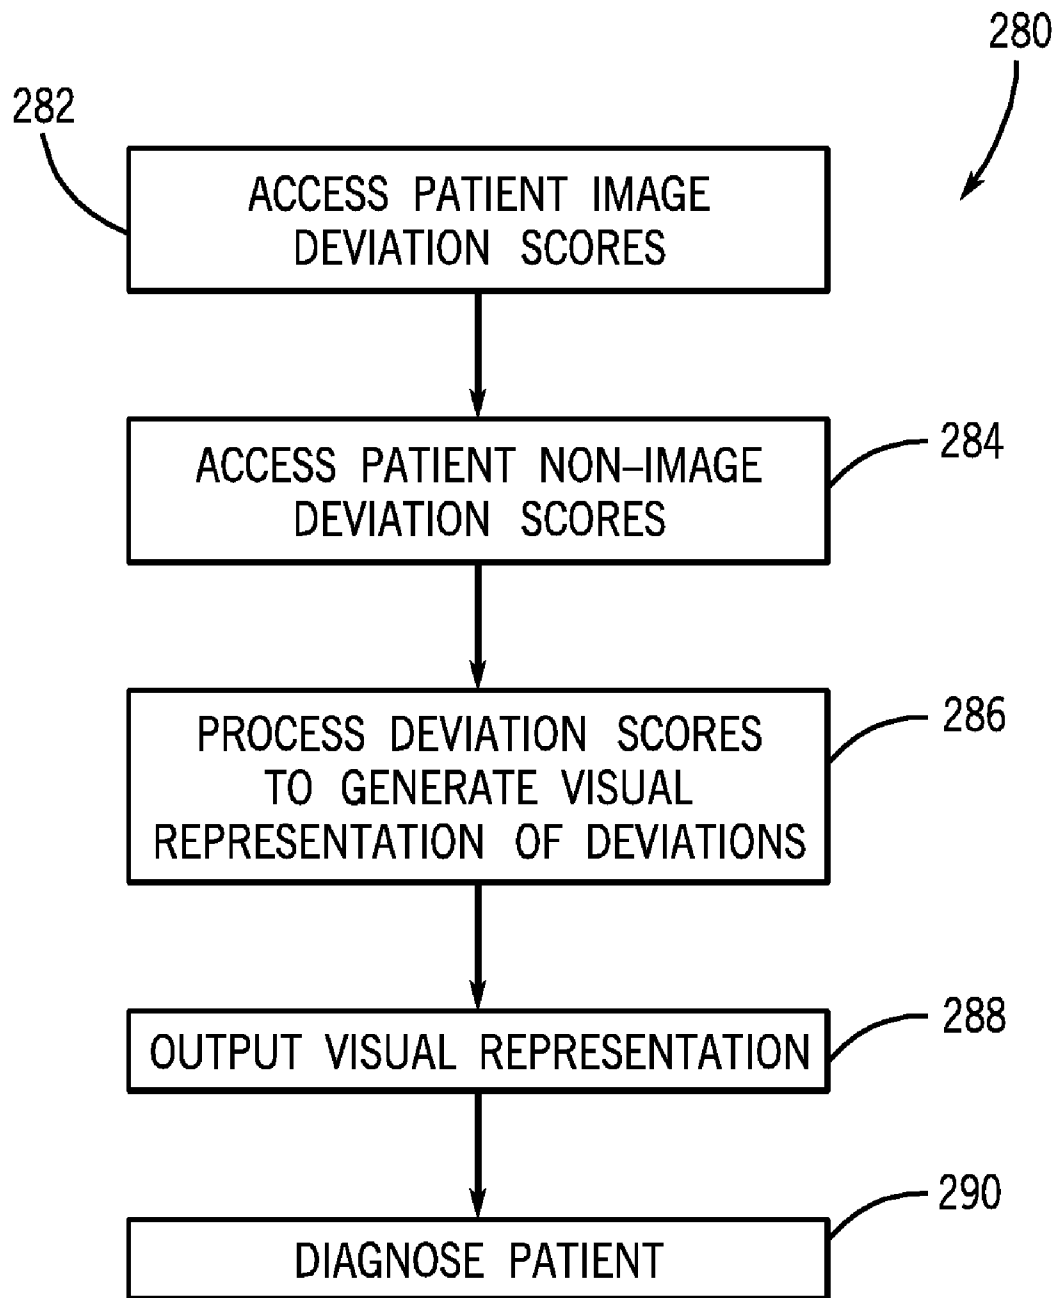 280
282
ACCESS PATIENT IMAGE
DEVIATION SCORES
ACCESS PATIENT NON–IMAGE
DEVIATION SCORES
284
PROCESS DEVIATION SCORES
TO GENERATE VISUAL
REPRESENTATION OF DEVIATIONS
286
OUTPUT VISUAL REPRESENTATION
288
DIAGNOSE PATIENT
290